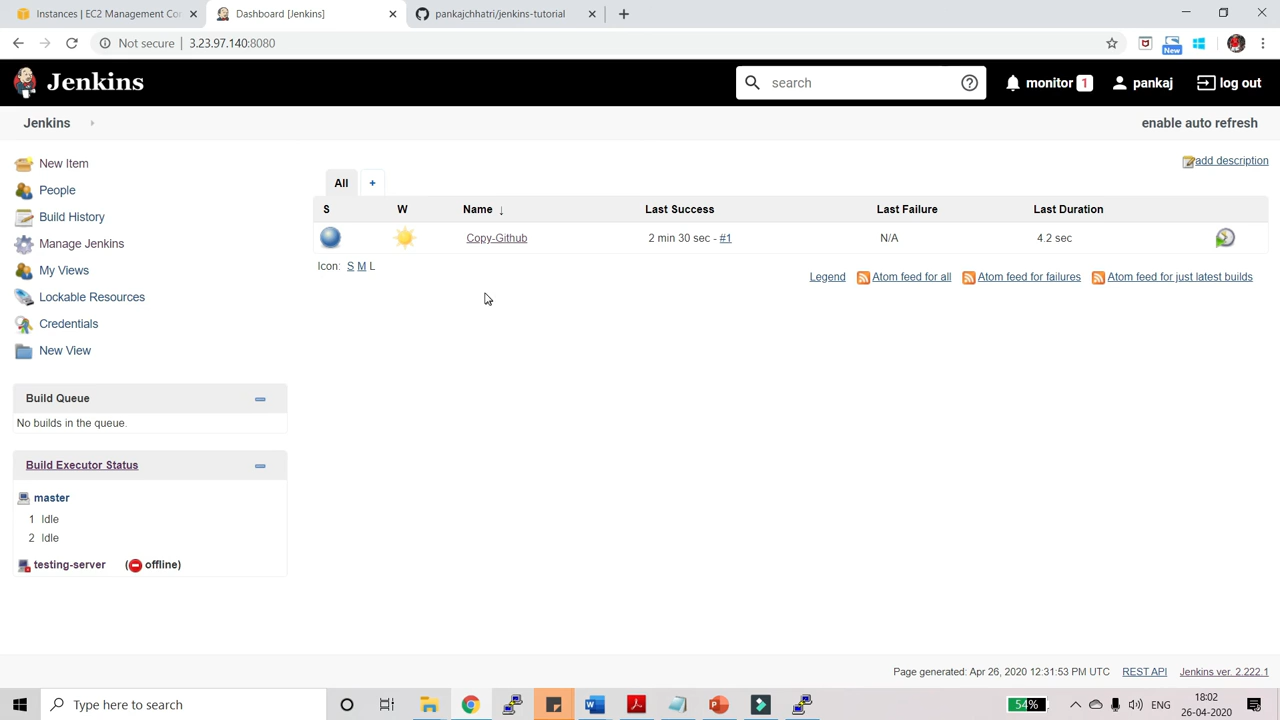 Instances | EC2 Management Con
Dashboard [Jenkins]
pankajchhatri/jenkins-tutorial
Not secure | 3.23.97.140:8080
New
Jenkins
search
monitor 1
pankaj
log out
Jenkins
enable auto refresh
New Item
People
Build History
Manage Jenkins
My Views
Lockable Resources
Credentials
New View
add description
All +
S W Name ↓ Last Success Last Failure Last Duration
Copy-Github 2 min 30 sec - #1 N/A 4.2 sec
Icon: S M L
Legend Atom feed for all Atom feed for failures Atom feed for just latest builds
Build Queue
No builds in the queue.
Build Executor Status
master
1 Idle
2 Idle
testing-server (offline)
Page generated: Apr 26, 2020 12:31:53 PM UTC REST API Jenkins ver. 2.222.1
Type here to search
54%
ENG
18:02
26-04-2020